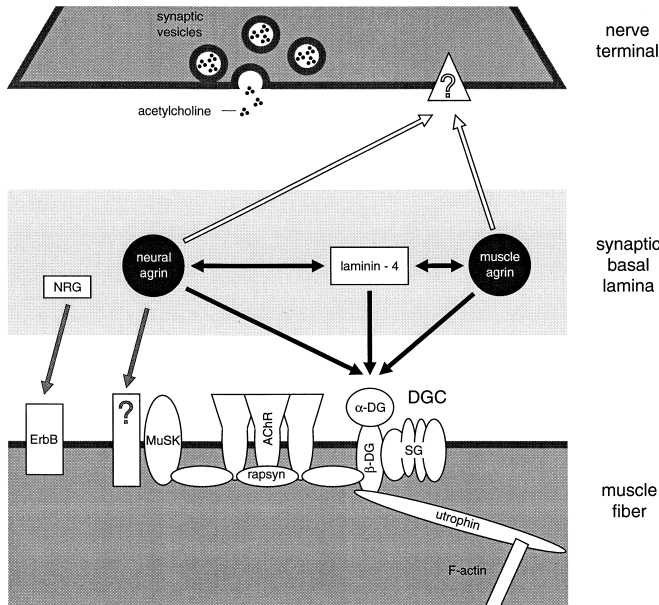 synaptic
vesicles
nerve
terminal
?
acetylcholine
synaptic
basal
lamina
neural
agrin
laminin - 4
muscle
agrin
NRG
DGC
α-DG
?
ErbB
MuSK
AChR
SG
β-DG
rapsyn
muscle
fiber
utrophin
F-actin